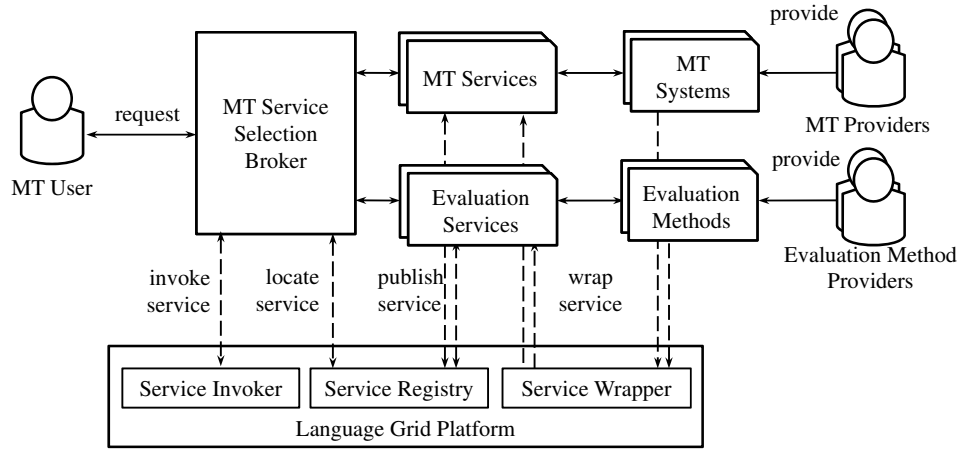 provide
MT Services
MT
Systems
MT Service
Selection
Broker
request
MT Providers
MT User
provide
Evaluation
Services
Evaluation
Methods
Evaluation Method
Providers
invoke
service
locate
service
publish
service
wrap
service
Service Invoker
Service Registry
Service Wrapper
Language Grid Platform